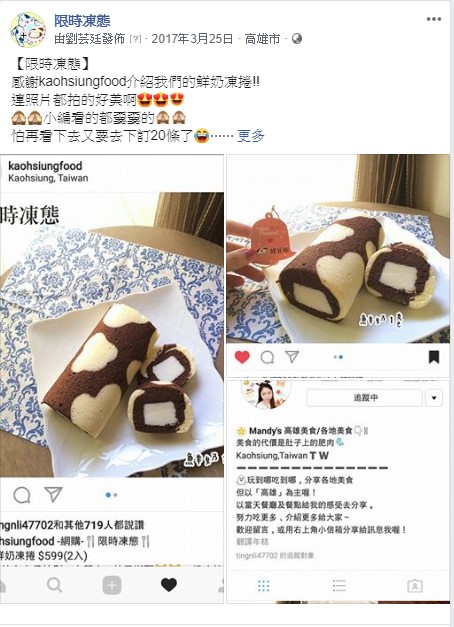 限時凍態
由劉芸廷發佈 [?] · 2017年3月25日 · 高雄市 ·
【限時凍態】
感謝kaohsiungfood介紹我們的鮮奶凍捲!!
連照片都拍的好美啊😍😍😍
🙈🙈小編看的都害羞的🙈🙈
怕再看下去又要去下訂20條了😂⋯⋯ 更多
kaohsiungfood
Kaohsiung, Taiwan
時凍態
ngnli47702和其他719人都說讚
kaohsiungfood -網購-🍴限時凍態🍴
鮮奶凍捲 $599(2入)
追蹤中
🌟 Mandy's 高雄美食/各地美食👇🏻
美食的代價是肚子上的肥肉💦
Kaohsiung,Taiwan T W
玩到哪吃到哪，分享各地美食
但以「高雄」為主喔！
以當天餐廳及餐點給我的感受去分享。
努力吃更多、介紹更多給大家～
歡迎留言，或用右上角小信箱分享給訊息我喔！
翻譯年糕
tingnli47702 的追蹤對象